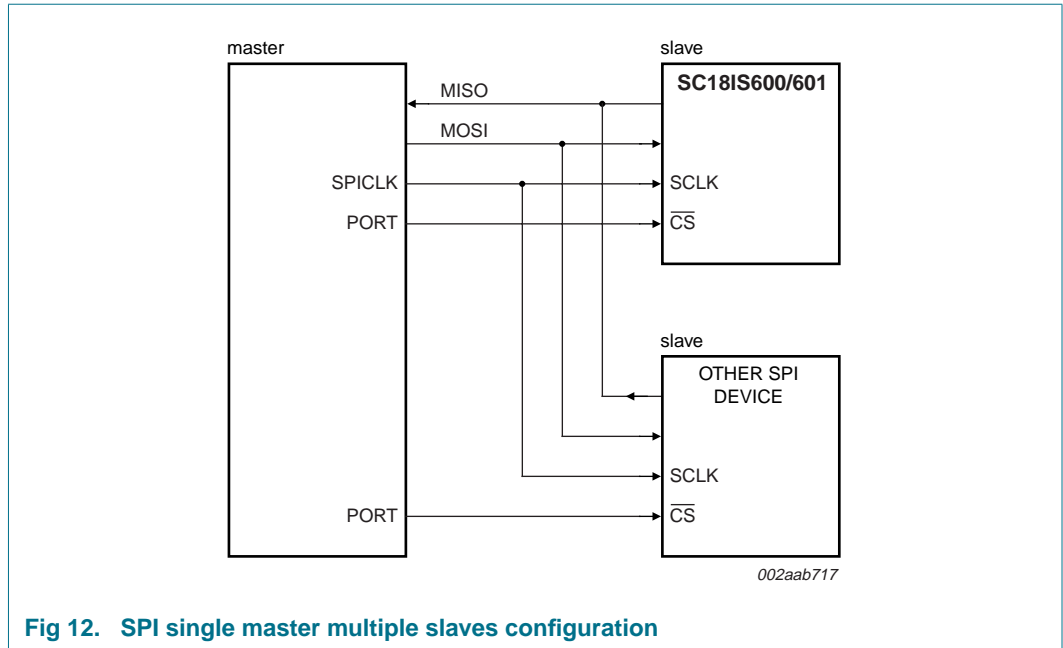 master
slave
SC18IS600/601
MISO
MOSI
SPICLK
SCLK
PORT
CS
slave
OTHER SPI
DEVICE
SCLK
PORT
CS
002aab717
Fig 12. SPI single master multiple slaves configuration